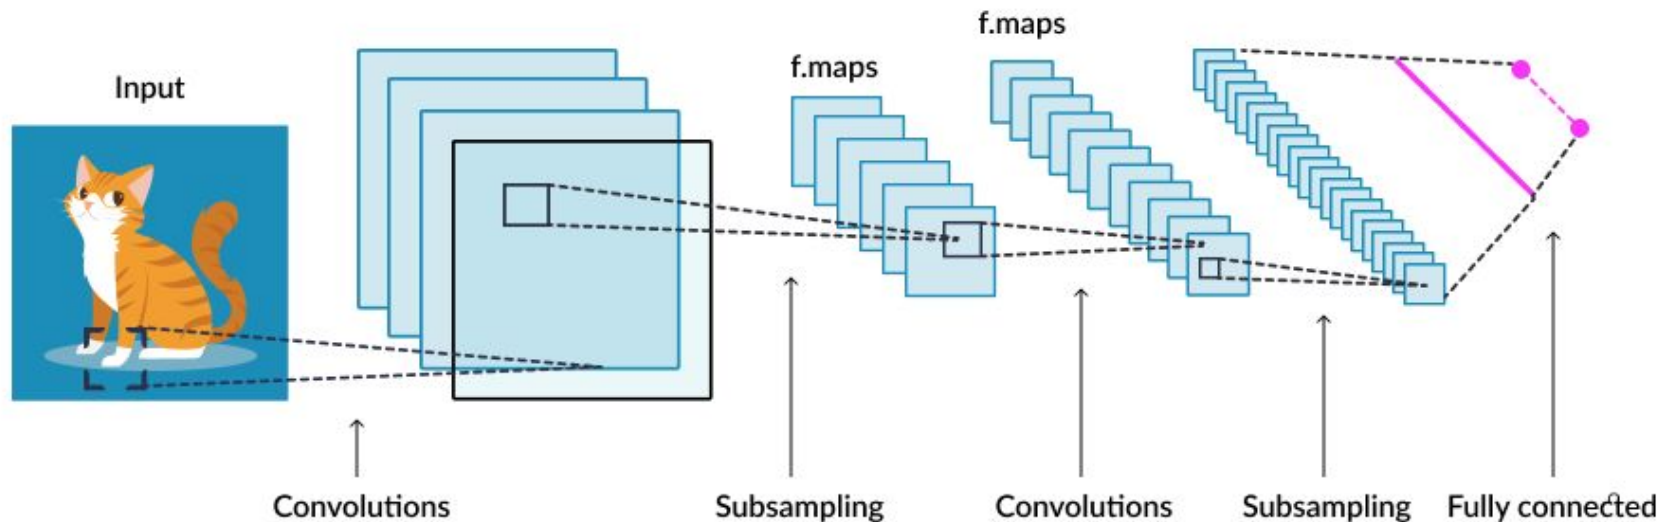 f.maps
f.maps
Input
Convolutions
Subsampling
Convolutions
Subsampling
Fully connected